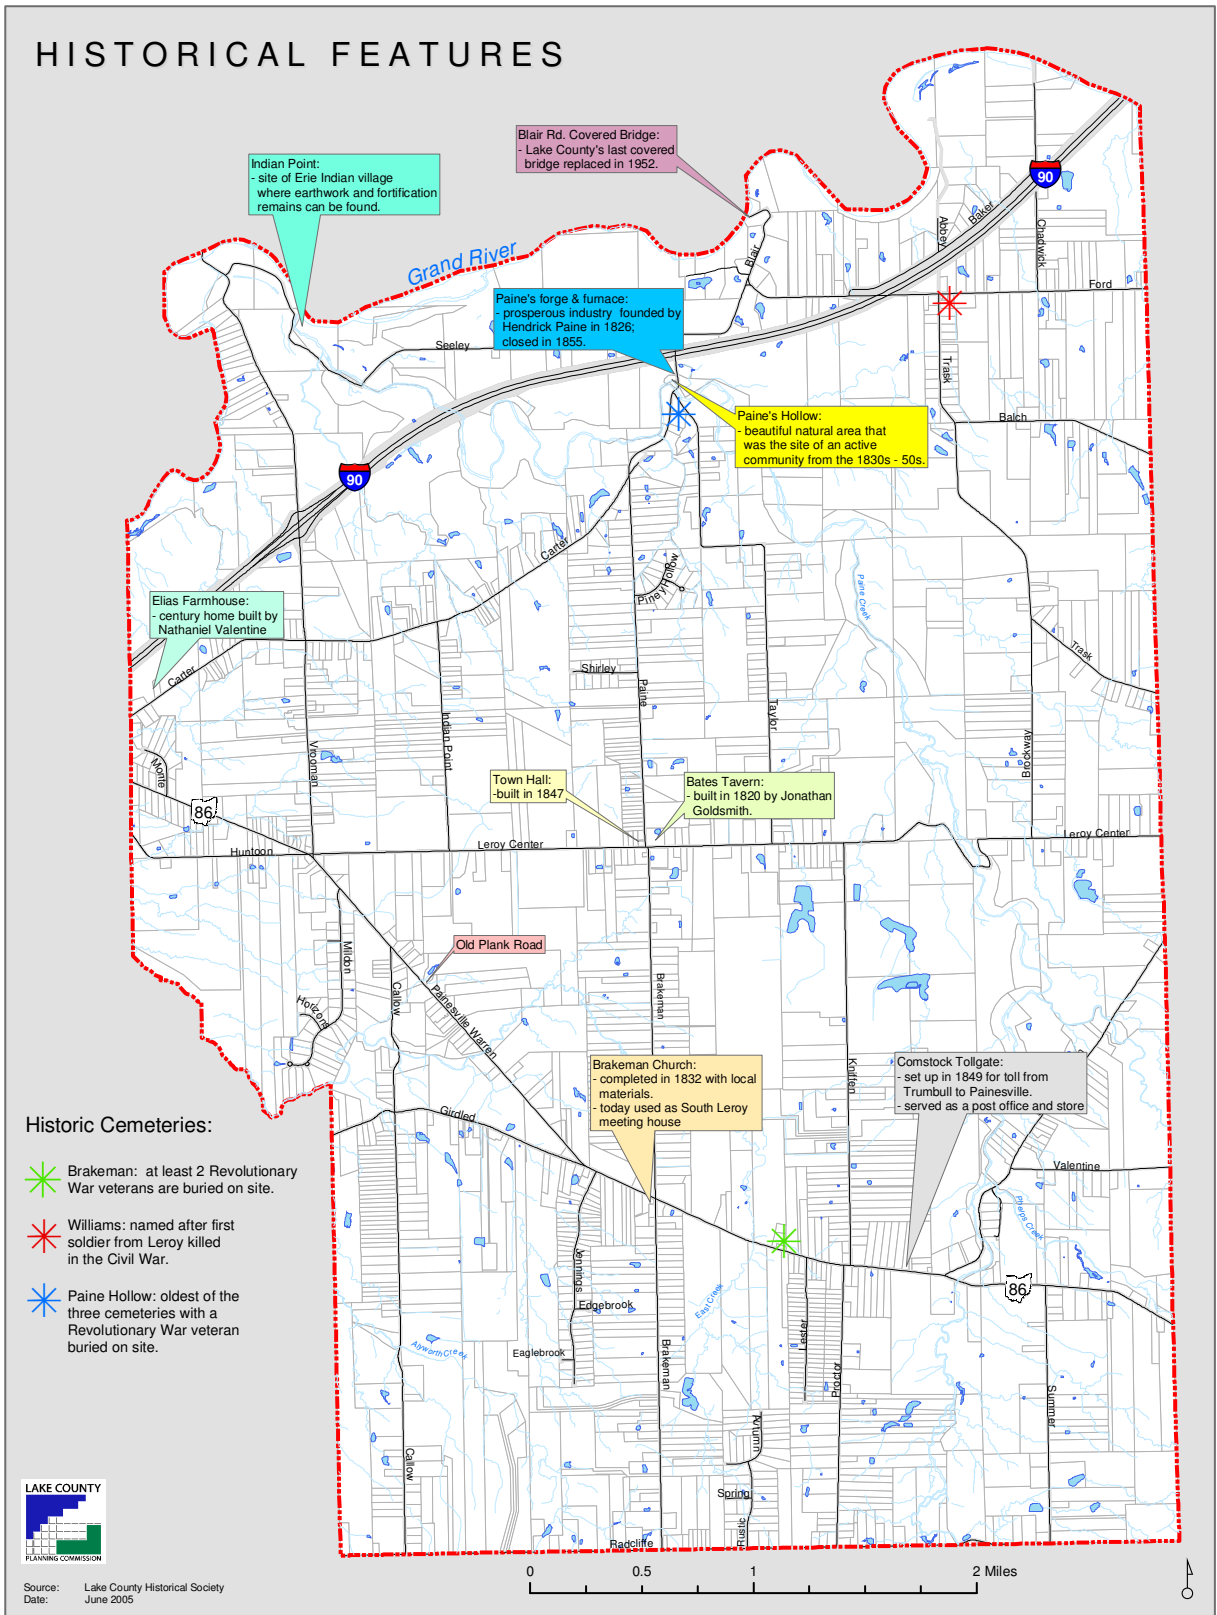 HISTORICAL FEATURES
Blair Rd. Covered Bridge:
- Lake County's last covered
bridge replaced in 1952.
Indian Point:
- site of Erie Indian village
where earthwork and fortification
remains can be found.
90
Baker
Abbey
Chadwick
Grand River
Blair
Ford
Paine's forge & furnace:
- prosperous industry founded by
Hendrick Paine in 1826;
closed in 1855.
Seeley
Trask
Paine's Hollow:
- beautiful natural area that
was the site of an active
community from the 1830s - 50s.
Balch
90
Carter
Piney Hollow
Paine Creek
Elias Farmhouse:
- century home built by
Nathaniel Valentine
Carter
Shirley
Trask
Paine
Taylor
Indian Point
Vrooman
Brockway
Monte
Town Hall:
-built in 1847
Bates Tavern:
- built in 1820 by Jonathan
Goldsmith.
86
Huntoon
Leroy Center
Leroy Center
Old Plank Road
Mildon
Callow
Brakeman
Painesville Warren
Horizons
Kniffen
Brakeman Church:
- completed in 1832 with local
materials.
- today used as South Leroy
meeting house
Comstock Tollgate:
- set up in 1849 for toll from
Trumbull to Painesville.
- served as a post office and store
Girdled
Valentine
Historic Cemeteries:
Brakeman: at least 2 Revolutionary
War veterans are buried on site.
Williams: named after first
soldier from Leroy killed
in the Civil War.
Paine Hollow: oldest of the
three cemeteries with a
Revolutionary War veteran
buried on site.
Phelps Creek
Jennings
86
East Creek
Edgebrook
Lester
Alyworth Creek
Eaglebrook
Brakeman
Proctor
Summer
Autumn
Callow
Spring
Rustic
Radcliffe
LAKE COUNTY
PLANNING COMMISSION
0 0.5 1 2 Miles
Source: Lake County Historical Society
Date: June 2005